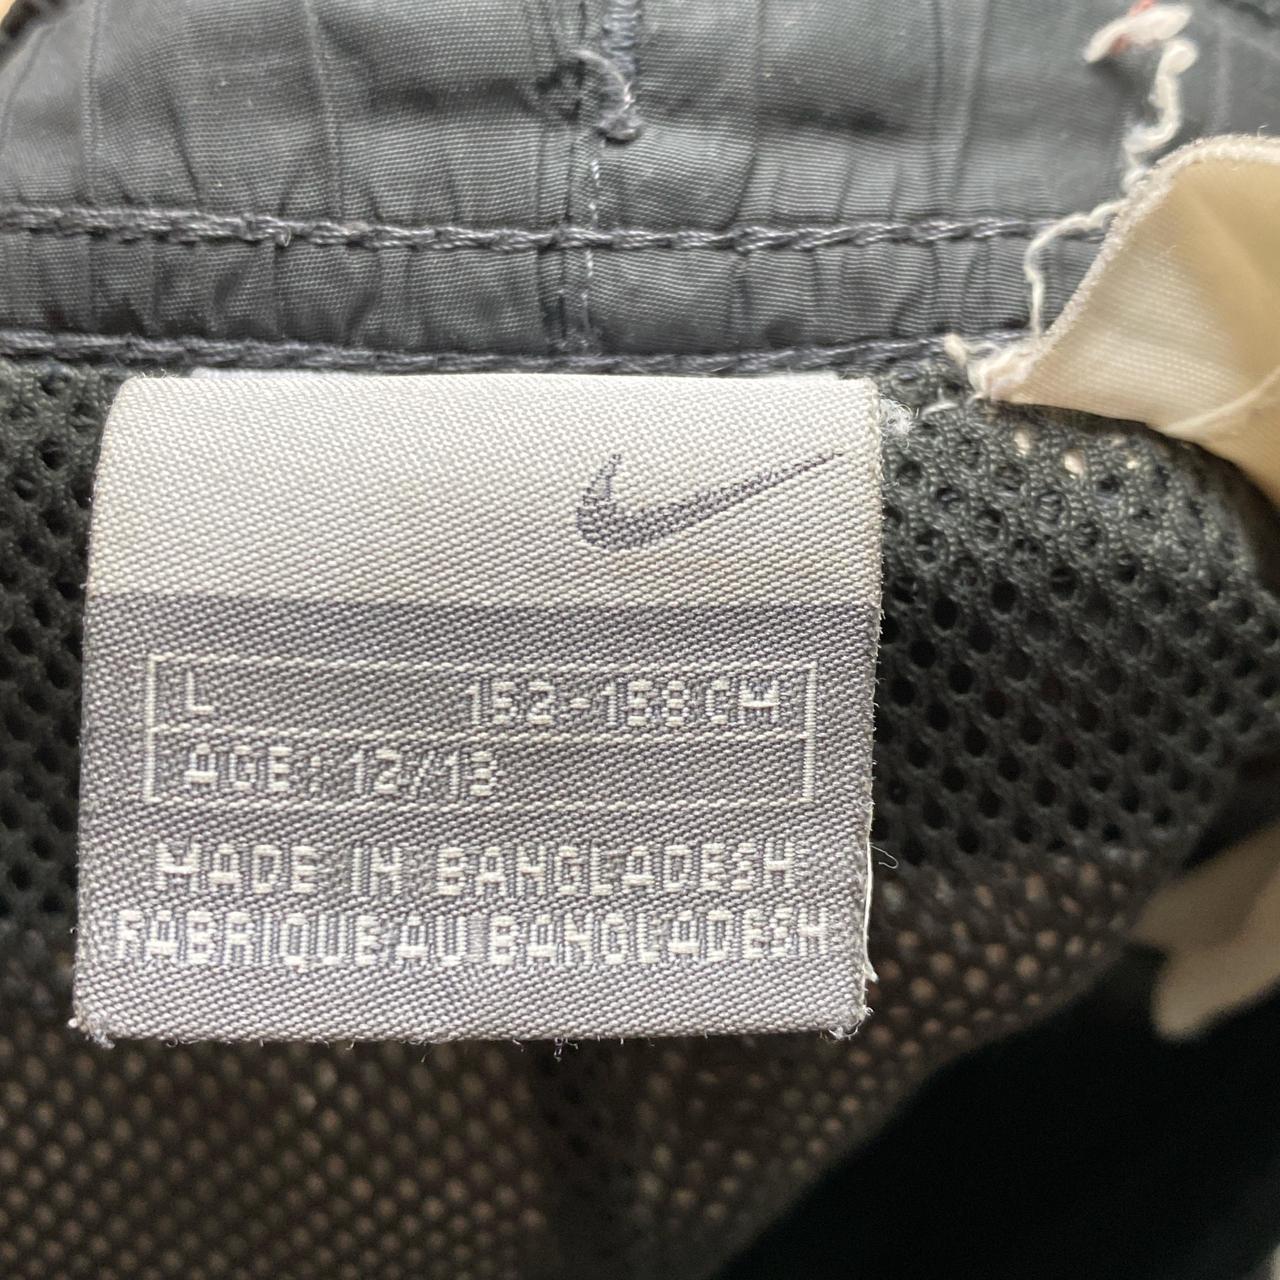 L 152-158CM
AGE: 12/13
MADE IN BANGLADESH
FABRIQUE AU BANGLADESH